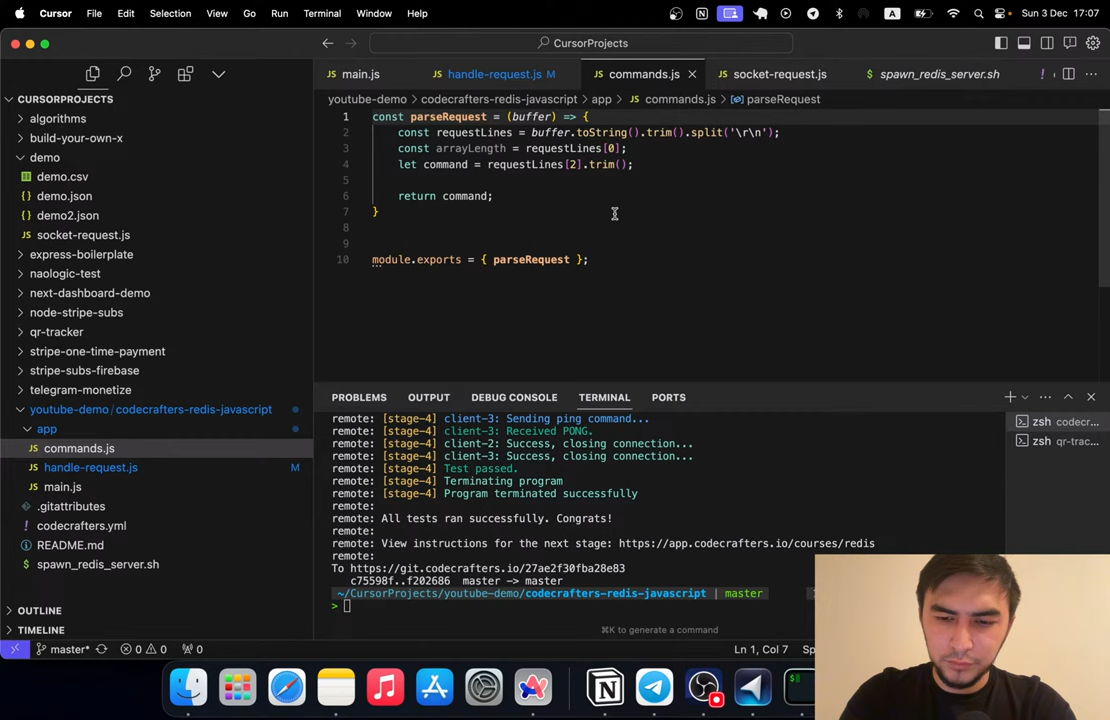 Cursor File Edit Selection View Go Run Terminal Window Help A Sun 3 Dec 17:07
CursorProjects
main.js handle-request.js M commands.js socket-request.js spawn_redis_server.sh
youtube-demo > codecrafters-redis-javascript > app > JS commands.js > parseRequest
CURSORPROJECTS
algorithms
build-your-own-x
demo
demo.csv
demo.json
demo2.json
socket-request.js
express-boilerplate
naologic-test
next-dashboard-demo
node-stripe-subs
qr-tracker
stripe-one-time-payment
stripe-subs-firebase
telegram-monetize
youtube-demo / codecrafters-redis-javascript
app
JS commands.js
JS handle-request.js M
JS main.js
.gitattributes
! codecrafters.yml
README.md
$ spawn_redis_server.sh
OUTLINE
TIMELINE
1 const parseRequest = (buffer) => {
2 const requestLines = buffer.toString().trim().split('\r\n');
3 const arrayLength = requestLines[0];
4 let command = requestLines[2].trim();
5
6 return command;
7 }
8
9
10 module.exports = { parseRequest };
PROBLEMS OUTPUT DEBUG CONSOLE TERMINAL PORTS
remote: [stage-4] client-3: Sending ping command...
remote: [stage-4] client-3: Received PONG.
remote: [stage-4] client-2: Success, closing connection...
remote: [stage-4] client-3: Success, closing connection...
remote: [stage-4] Test passed.
remote: [stage-4] Terminating program
remote: [stage-4] Program terminated successfully
remote:
remote: All tests ran successfully. Congrats!
remote:
remote: View instructions for the next stage: https://app.codecrafters.io/courses/redis
remote:
To https://git.codecrafters.io/27ae2f30fba28e83
c75598f..f202686 master -> master
~/CursorProjects/youtube-demo/codecrafters-redis-javascript | master
>
⌘K to generate a command
zsh codecr...
zsh qr-trac...
master* 0 0 0 Ln 1, Col 7